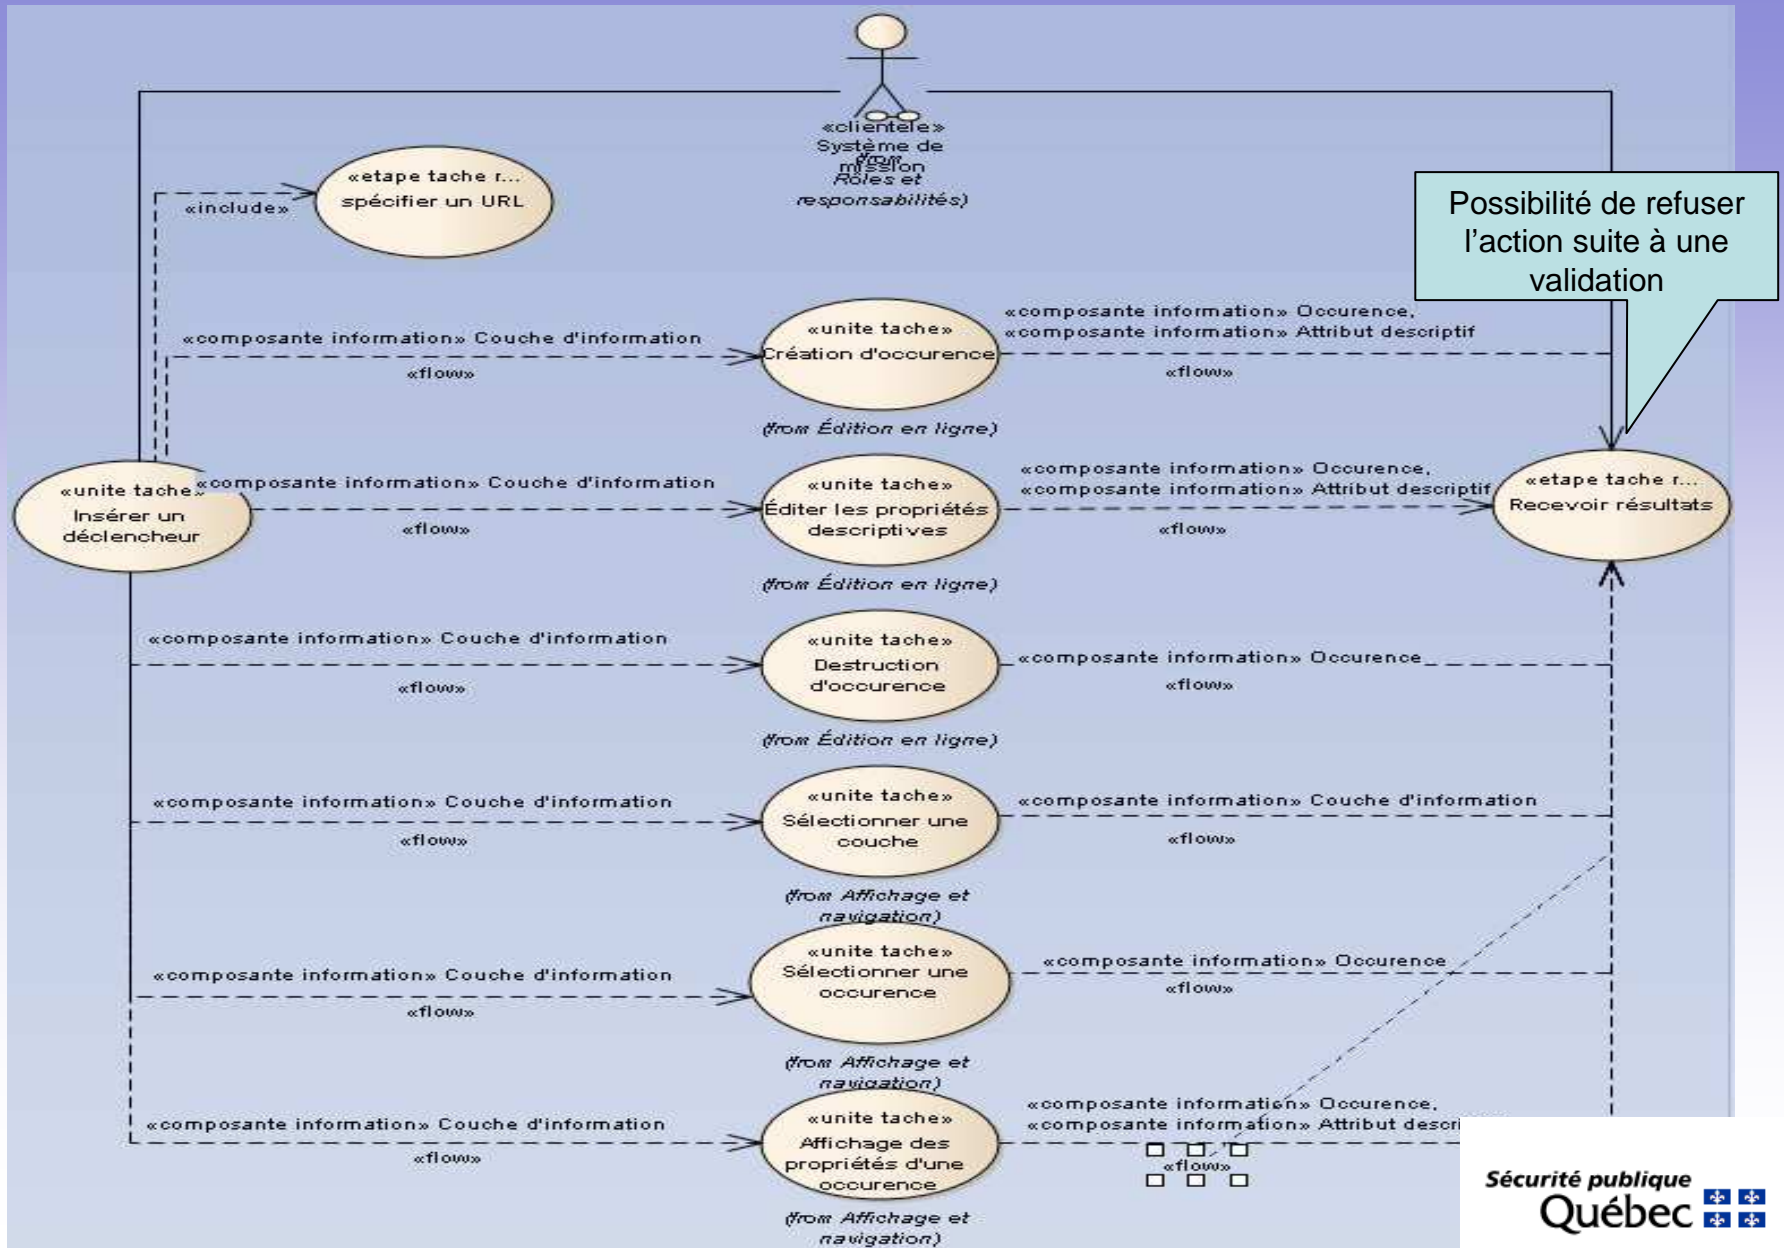 «clientele»
Système de
mission
(from
Rôles et
responsabilités)
«etape tache r...
spécifier un URL
«include»
Possibilité de refuser
l'action suite à une
validation
«composante information» Couche d'information
«flow»
«unite tache»
Création d'occurence
(from Édition en ligne)
«composante information» Occurence,
«composante information» Attribut descriptif
«flow»
«unite tache»
Insérer un
déclencheur
«composante information» Couche d'information
«flow»
«unite tache»
Éditer les propriétés
descriptives
(from Édition en ligne)
«composante information» Occurence,
«composante information» Attribut descriptif
«flow»
«etape tache r...
Recevoir résultats
«composante information» Couche d'information
«flow»
«unite tache»
Destruction
d'occurence
(from Édition en ligne)
«composante information» Occurence
«flow»
«composante information» Couche d'information
«flow»
«unite tache»
Sélectionner une
couche
(from Affichage et
navigation)
«composante information» Couche d'information
«flow»
«composante information» Couche d'information
«flow»
«unite tache»
Sélectionner une
occurence
(from Affichage et
navigation)
«composante information» Occurence
«flow»
«composante information» Couche d'information
«flow»
«unite tache»
Affichage des
propriétés d'une
occurence
(from Affichage et
navigation)
«composante information» Occurence,
«composante information» Attribut descri
«flow»
Sécurité publique
Québec